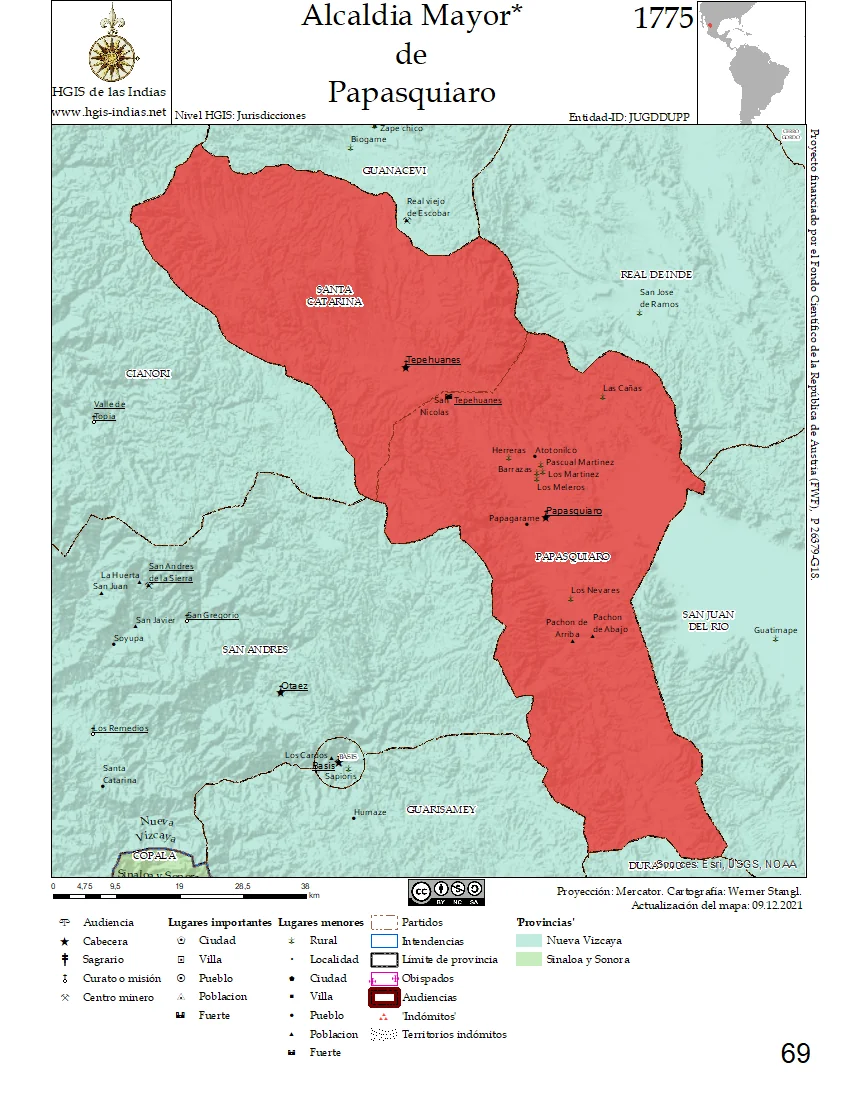 Alcaldia Mayor*
de
Papasquiaro
1775
HGIS de las Indias
www.hgis-indias.net
Nivel HGIS: Jurisdicciones
Entidad-ID: JUGDDUPP
Zape chico
Biogame
GUANACEVI
CERRO
GORDO
Real viejo
de Escobar
REAL DE INDE
San Jose
de Ramos
SANTA
CATARINA
CIANORI
Tepehuanes
Valle de
Topia
San
Nicolas
Tepehuanes
Las Cañas
Herreras
Atotonilco
Pascual Martinez
Barrazas
Los Martinez
Los Meleros
Papasquiaro
Papagarame
PAPASQUIARO
San Andres
de la Sierra
La Huerta
San Juan
Los Nevares
San Javier
San Gregorio
SAN JUAN
DEL RIO
Pachon de
Arriba
Pachon
de Abajo
Guatimape
Soyupa
SAN ANDRES
Otaez
Los Remedios
Los Cardos
BASIS
Basis
Sapioris
Santa
Catarina
Humaze
GUARISAMEY
Nueva
Vizcaya
COPALA
Sinaloa y Sonora
DURANGO
Sources: Esri, USGS, NOAA
Proyecto financiado por el Fondo Científico de la República de Austria (FWF), P 26379-G18.
0 4,75 9,5 19 28,5 38
km
CC BY NC SA
Proyección: Mercator. Cartografía: Werner Stangl.
Actualización del mapa: 09.12.2021
Audiencia
Cabecera
Sagrario
Curato o misión
Centro minero
Lugares importantes
Ciudad
Villa
Pueblo
Poblacion
Fuerte
Lugares menores
Rural
Localidad
Ciudad
Villa
Pueblo
Poblacion
Fuerte
Partidos
Intendencias
Límite de provincia
Obispados
Audiencias
'Indómitos'
Territorios indómitos
'Provincias'
Nueva Vizcaya
Sinaloa y Sonora
69